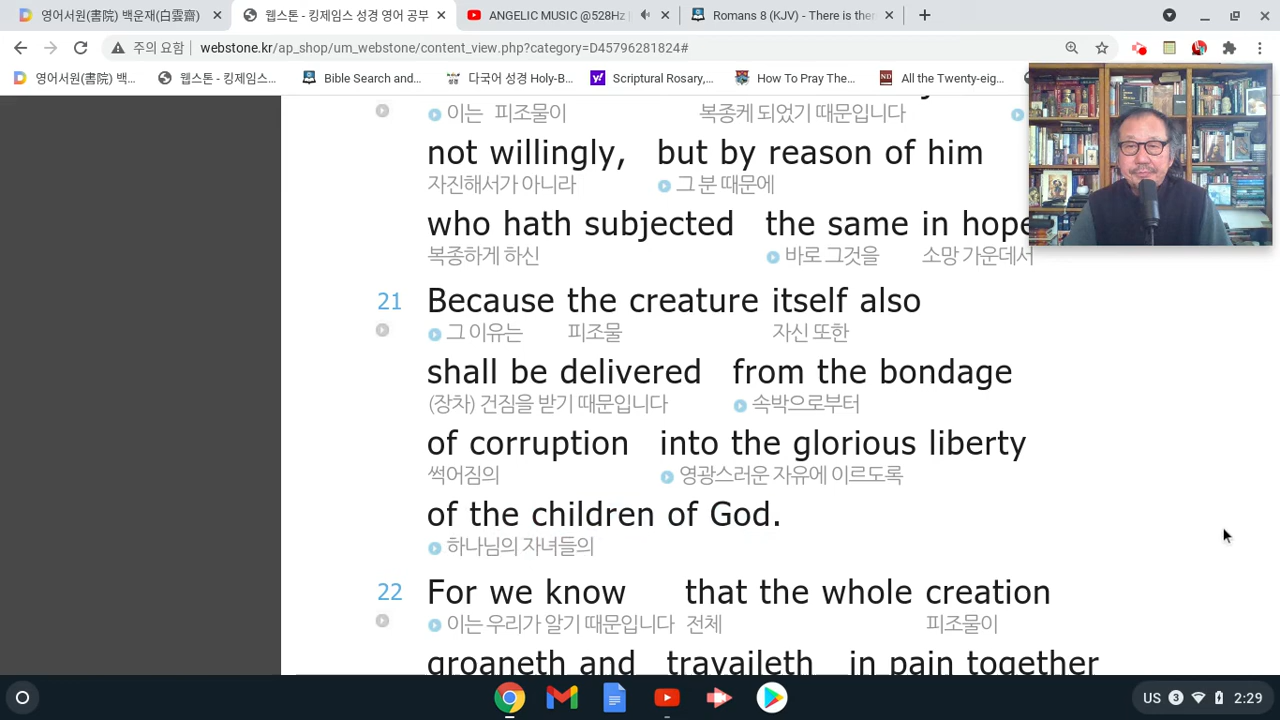 영어서원(書院) 백운재(白雲齋)
웹스톤 - 킹제임스 성경 영어 공부
ANGELIC MUSIC @528Hz
Romans 8 (KJV) - There is ther
주의 요함
webstone.kr/ap_shop/um_webstone/content_view.php?category=D45796281824#
영어서원(書院) 백...
웹스톤 - 킹제임스...
Bible Search and...
다국어 성경 Holy-B...
Scriptural Rosary,...
How To Pray The...
All the Twenty-eig...
이는 피조물이 복종케 되었기 때문입니다
not willingly, but by reason of him
자진해서가 아니라 그 분 때문에
who hath subjected the same in hope
복종하게 하신 바로 그것을 소망 가운데서
21 Because the creature itself also
그 이유는 피조물 자신 또한
shall be delivered from the bondage
(장차) 건짐을 받기 때문입니다 속박으로부터
of corruption into the glorious liberty
썩어짐의 영광스러운 자유에 이르도록
of the children of God.
하나님의 자녀들의
22 For we know that the whole creation
이는 우리가 알기 때문입니다 전체 피조물이
groaneth and travaileth in pain together
US 3 2:29